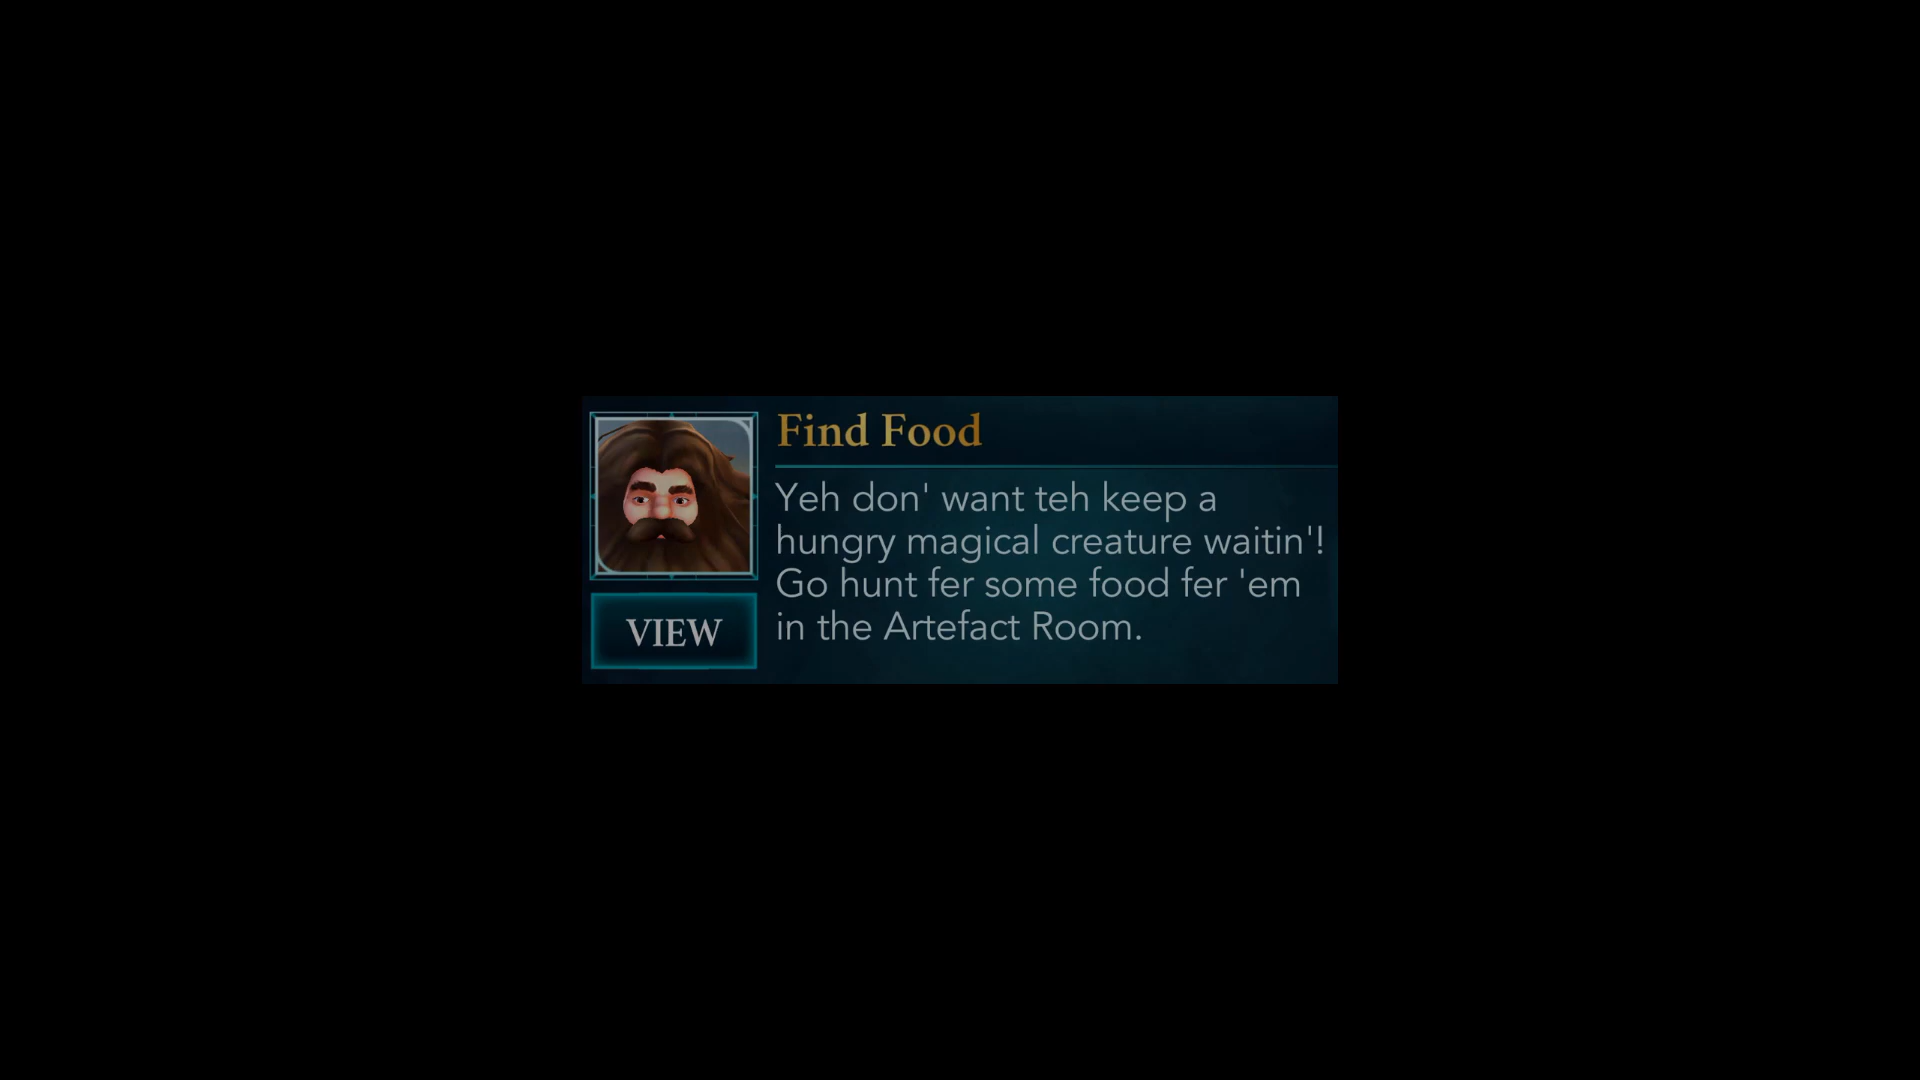 Find Food
Yeh don' want teh keep a
hungry magical creature waitin'!
Go hunt fer some food fer 'em
in the Artefact Room.
VIEW